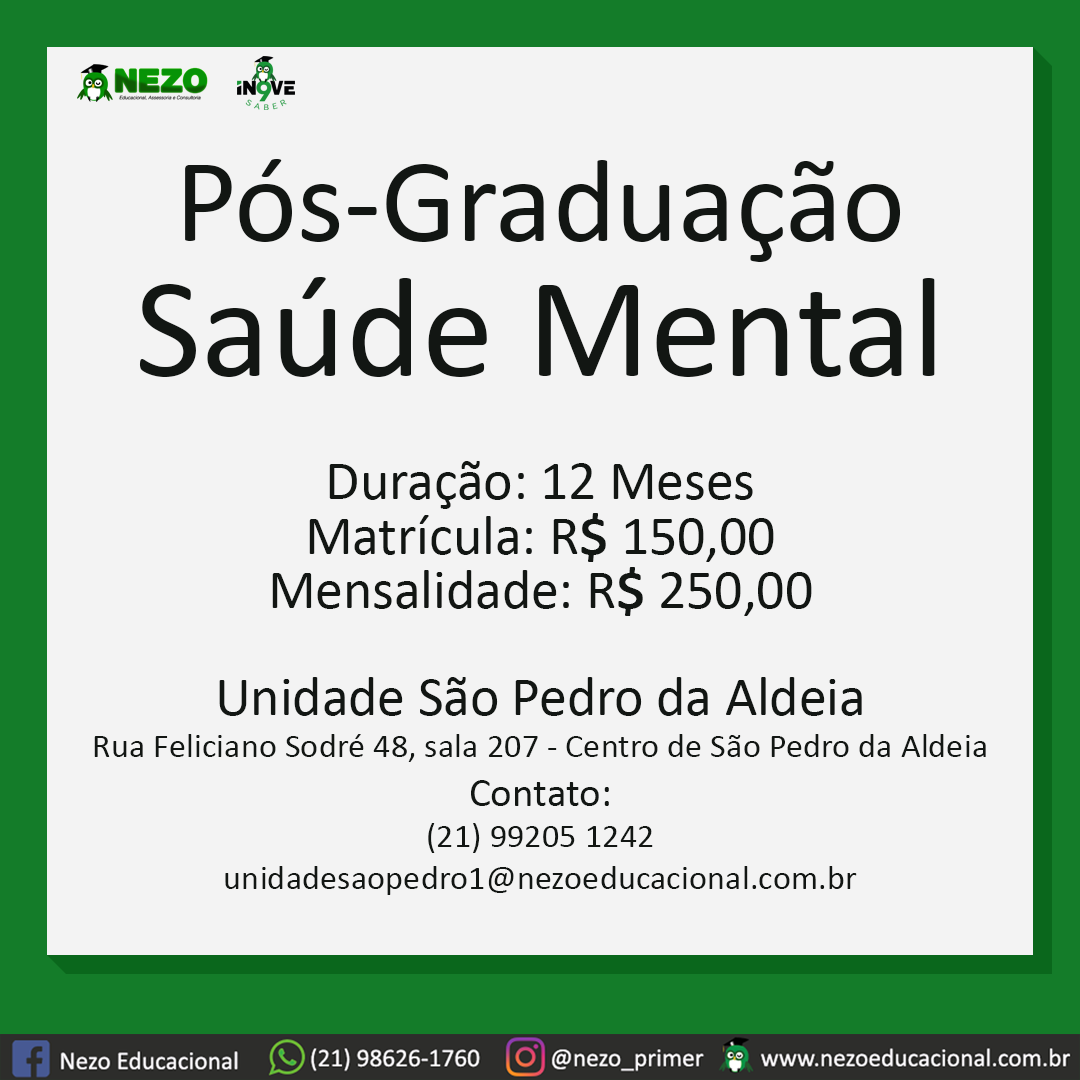 NEZO
Educacional, Assessoria e Consultoria
iN9VE
SABER
Pós-Graduação
Saúde Mental
Duração: 12 Meses
Matrícula: R$ 150,00
Mensalidade: R$ 250,00
Unidade São Pedro da Aldeia
Rua Feliciano Sodré 48, sala 207 - Centro de São Pedro da Aldeia
Contato:
(21) 99205 1242
unidadesaopedro1@nezoeducacional.com.br
Nezo Educacional (21) 98626-1760 @nezo_primer www.nezoeducacional.com.br